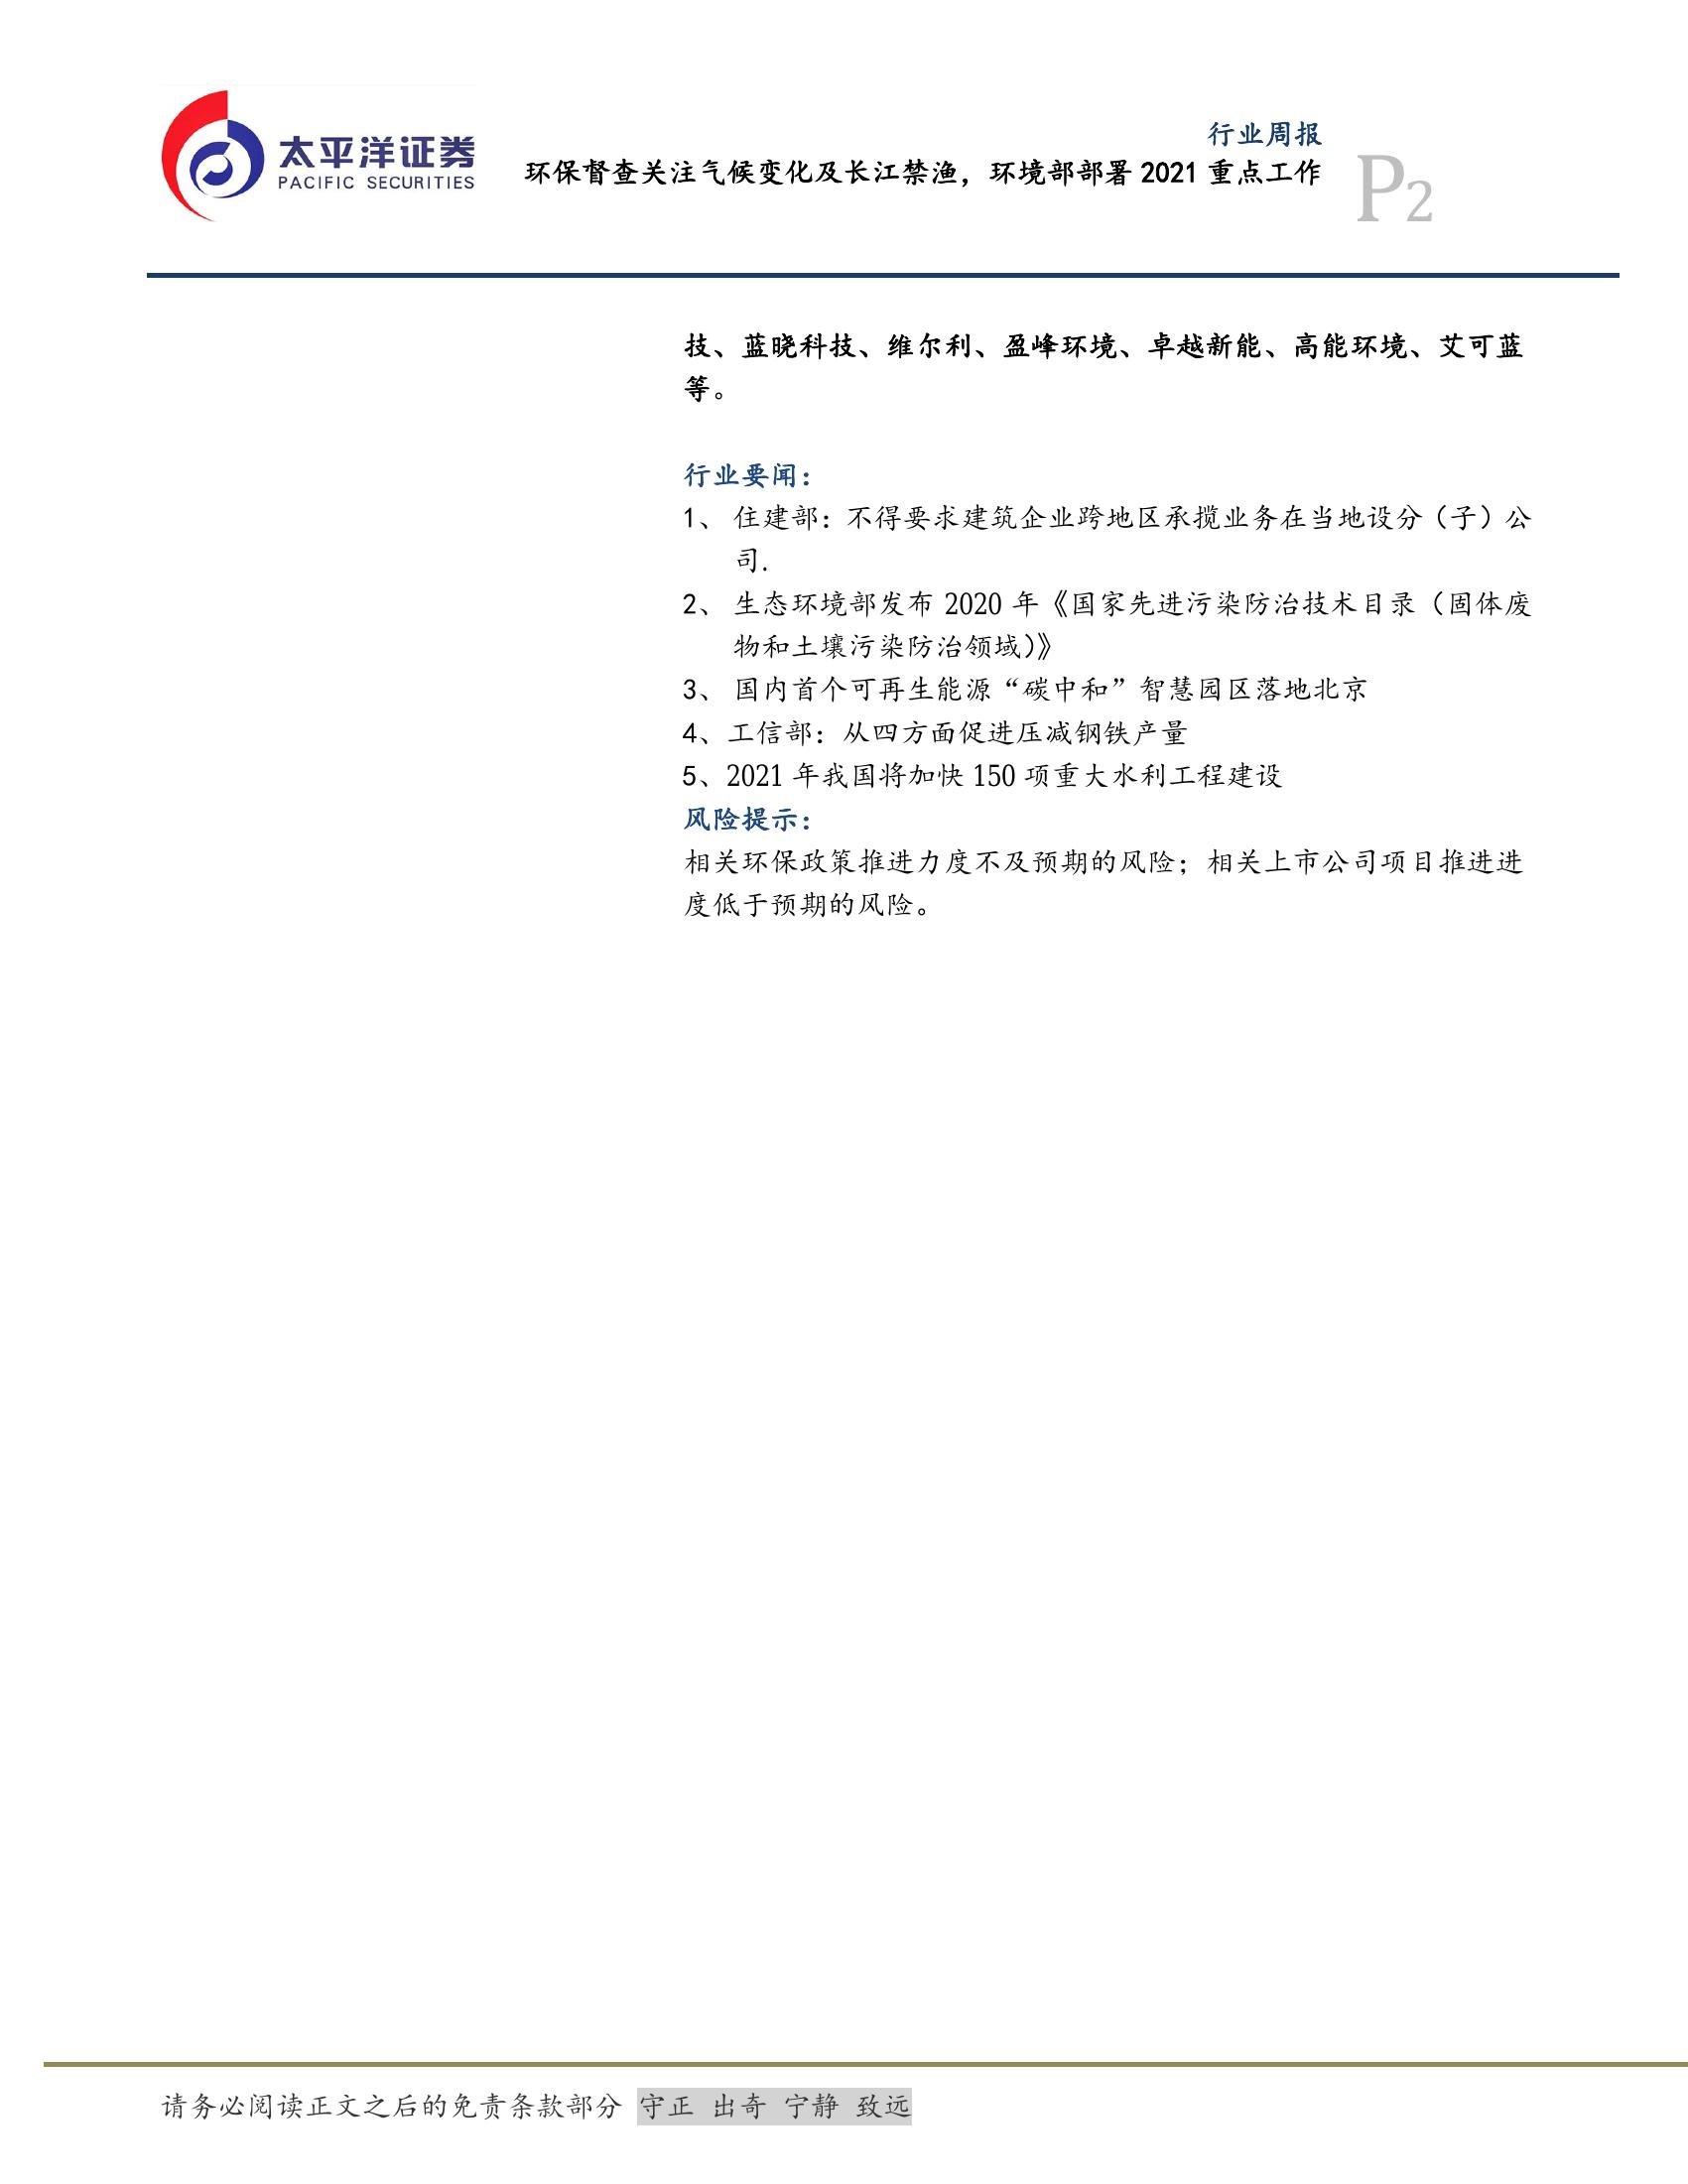 太平洋证券
PACIFIC SECURITIES
行业周报
环保督查关注气候变化及长江禁渔，环境部部署 2021 重点工作
P2
技、蓝晓科技、维尔利、盈峰环境、卓越新能、高能环境、艾可蓝
等。
行业要闻：
1、 住建部：不得要求建筑企业跨地区承揽业务在当地设分（子）公
司.
2、 生态环境部发布 2020 年《国家先进污染防治技术目录（固体废
物和土壤污染防治领域)》
3、 国内首个可再生能源“碳中和”智慧园区落地北京
4、工信部：从四方面促进压减钢铁产量
5、2021 年我国将加快 150 项重大水利工程建设
风险提示：
相关环保政策推进力度不及预期的风险；相关上市公司项目推进进
度低于预期的风险。
请务必阅读正文之后的免责条款部分 守正 出奇 宁静 致远